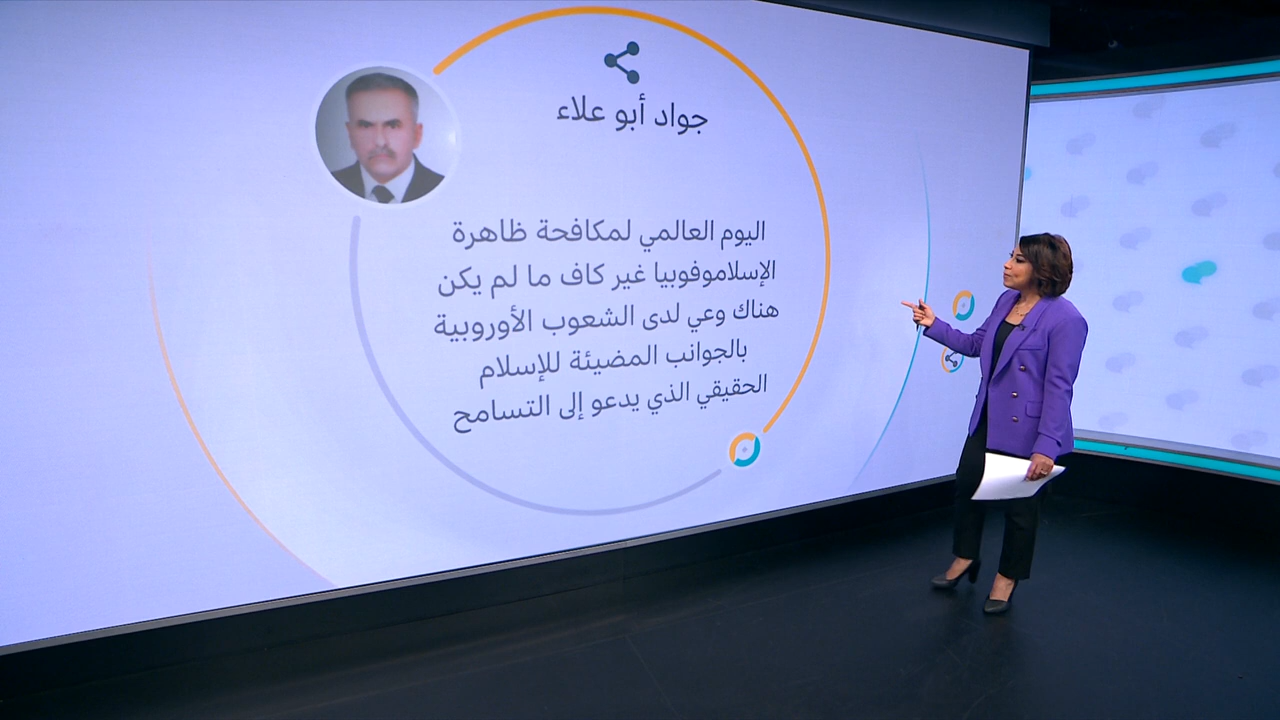 جواد أبو علاء
اليوم العالمي لمكافحة ظاهرة
الإسلاموفوبيا غير كاف ما لم يكن
هناك وعي لدى الشعوب الأوروبية
بالجوانب المضيئة للإسلام
الحقيقي الذي يدعو إلى التسامح